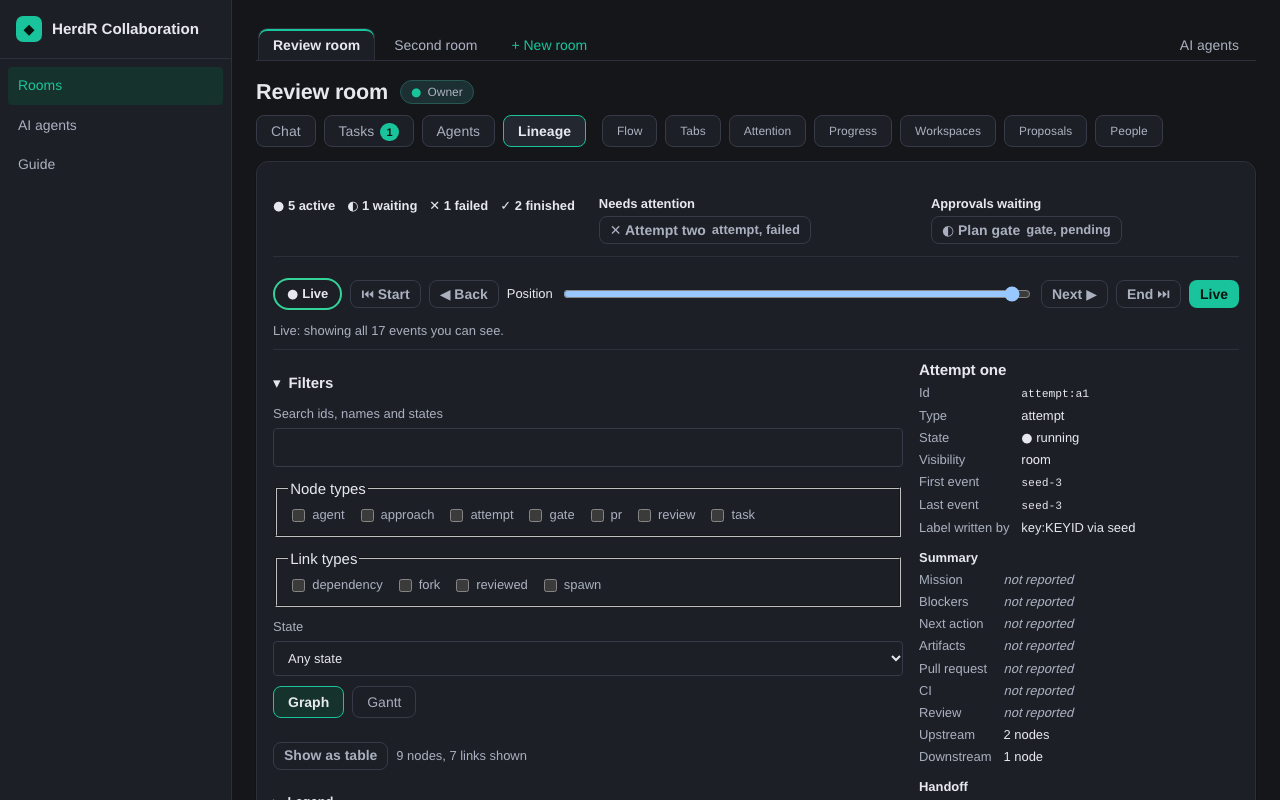 HerdR Collaboration
Rooms
AI agents
Guide
Review room
Second room
+ New room
AI agents
Review room
Owner
Chat
Tasks 1
Agents
Lineage
Flow
Tabs
Attention
Progress
Workspaces
Proposals
People
● 5 active ◐ 1 waiting ✕ 1 failed ✓ 2 finished
Needs attention
✕ Attempt two attempt, failed
Approvals waiting
◐ Plan gate gate, pending
● Live
⏮ Start
◀ Back
Position
Next ▶
End ⏭
Live
Live: showing all 17 events you can see.
▾ Filters
Search ids, names and states
Node types
agent approach attempt gate pr review task
Link types
dependency fork reviewed spawn
State
Any state
Graph
Gantt
Show as table
9 nodes, 7 links shown
Legend
Attempt one
Id attempt:a1
Type attempt
State ● running
Visibility room
First event seed-3
Last event seed-3
Label written by key:KEYID via seed
Summary
Mission not reported
Blockers not reported
Next action not reported
Artifacts not reported
Pull request not reported
CI not reported
Review not reported
Upstream 2 nodes
Downstream 1 node
Handoff